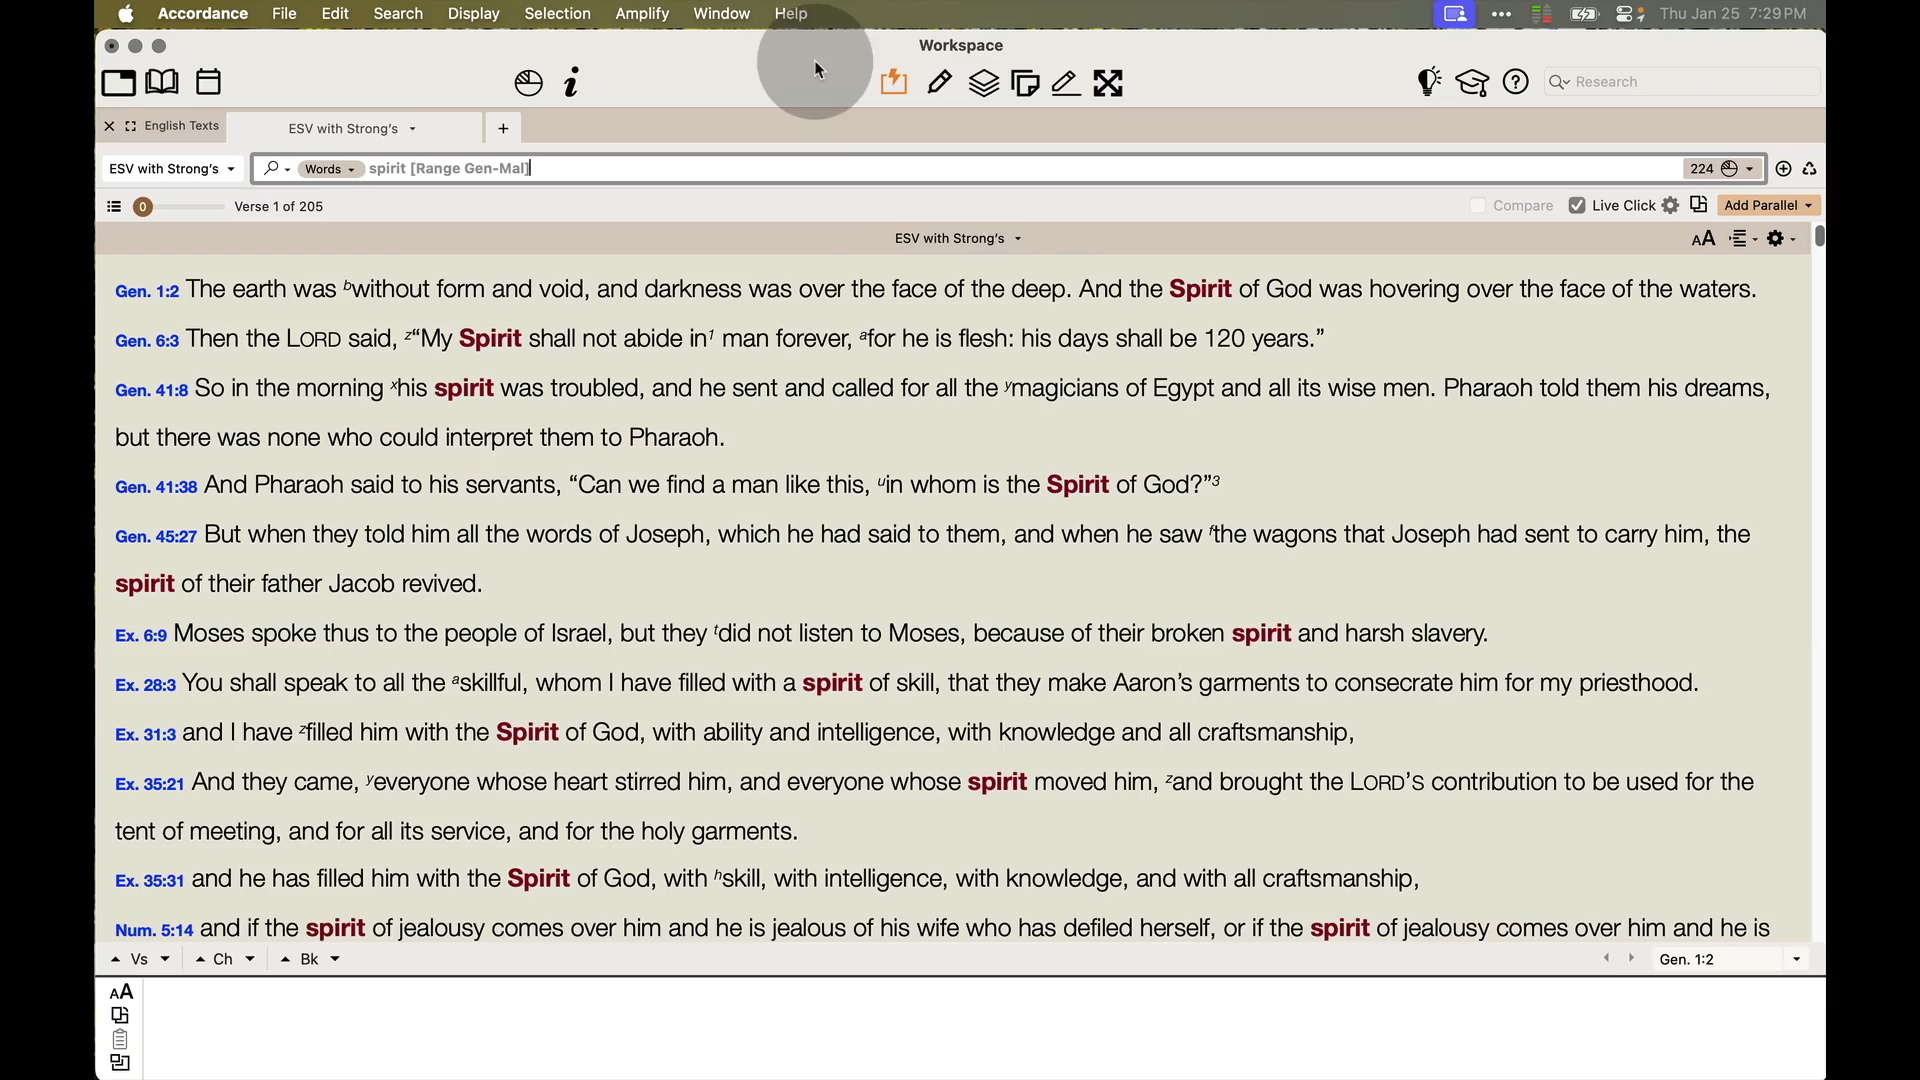 Accordance File Edit Search Display Selection Amplify Window Help Thu Jan 25 7:29 PM
Workspace
Research
English Texts ESV with Strong’s
ESV with Strong’s Words spirit [Range Gen-Mal] 224
0 Verse 1 of 205 Compare Live Click Add Parallel
ESV with Strong’s AA
Gen. 1:2 The earth was bwithout form and void, and darkness was over the face of the deep. And the Spirit of God was hovering over the face of the waters.
Gen. 6:3 Then the LORD said, z“My Spirit shall not abide in1 man forever, afor he is flesh: his days shall be 120 years.”
Gen. 41:8 So in the morning xhis spirit was troubled, and he sent and called for all the ymagicians of Egypt and all its wise men. Pharaoh told them his dreams,
but there was none who could interpret them to Pharaoh.
Gen. 41:38 And Pharaoh said to his servants, “Can we find a man like this, uin whom is the Spirit of God?”3
Gen. 45:27 But when they told him all the words of Joseph, which he had said to them, and when he saw fthe wagons that Joseph had sent to carry him, the
spirit of their father Jacob revived.
Ex. 6:9 Moses spoke thus to the people of Israel, but they tdid not listen to Moses, because of their broken spirit and harsh slavery.
Ex. 28:3 You shall speak to all the askillful, whom I have filled with a spirit of skill, that they make Aaron’s garments to consecrate him for my priesthood.
Ex. 31:3 and I have zfilled him with the Spirit of God, with ability and intelligence, with knowledge and all craftsmanship,
Ex. 35:21 And they came, yeveryone whose heart stirred him, and everyone whose spirit moved him, zand brought the LORD’S contribution to be used for the
tent of meeting, and for all its service, and for the holy garments.
Ex. 35:31 and he has filled him with the Spirit of God, with hskill, with intelligence, with knowledge, and with all craftsmanship,
Num. 5:14 and if the spirit of jealousy comes over him and he is jealous of his wife who has defiled herself, or if the spirit of jealousy comes over him and he is
Vs Ch Bk Gen. 1:2
AA